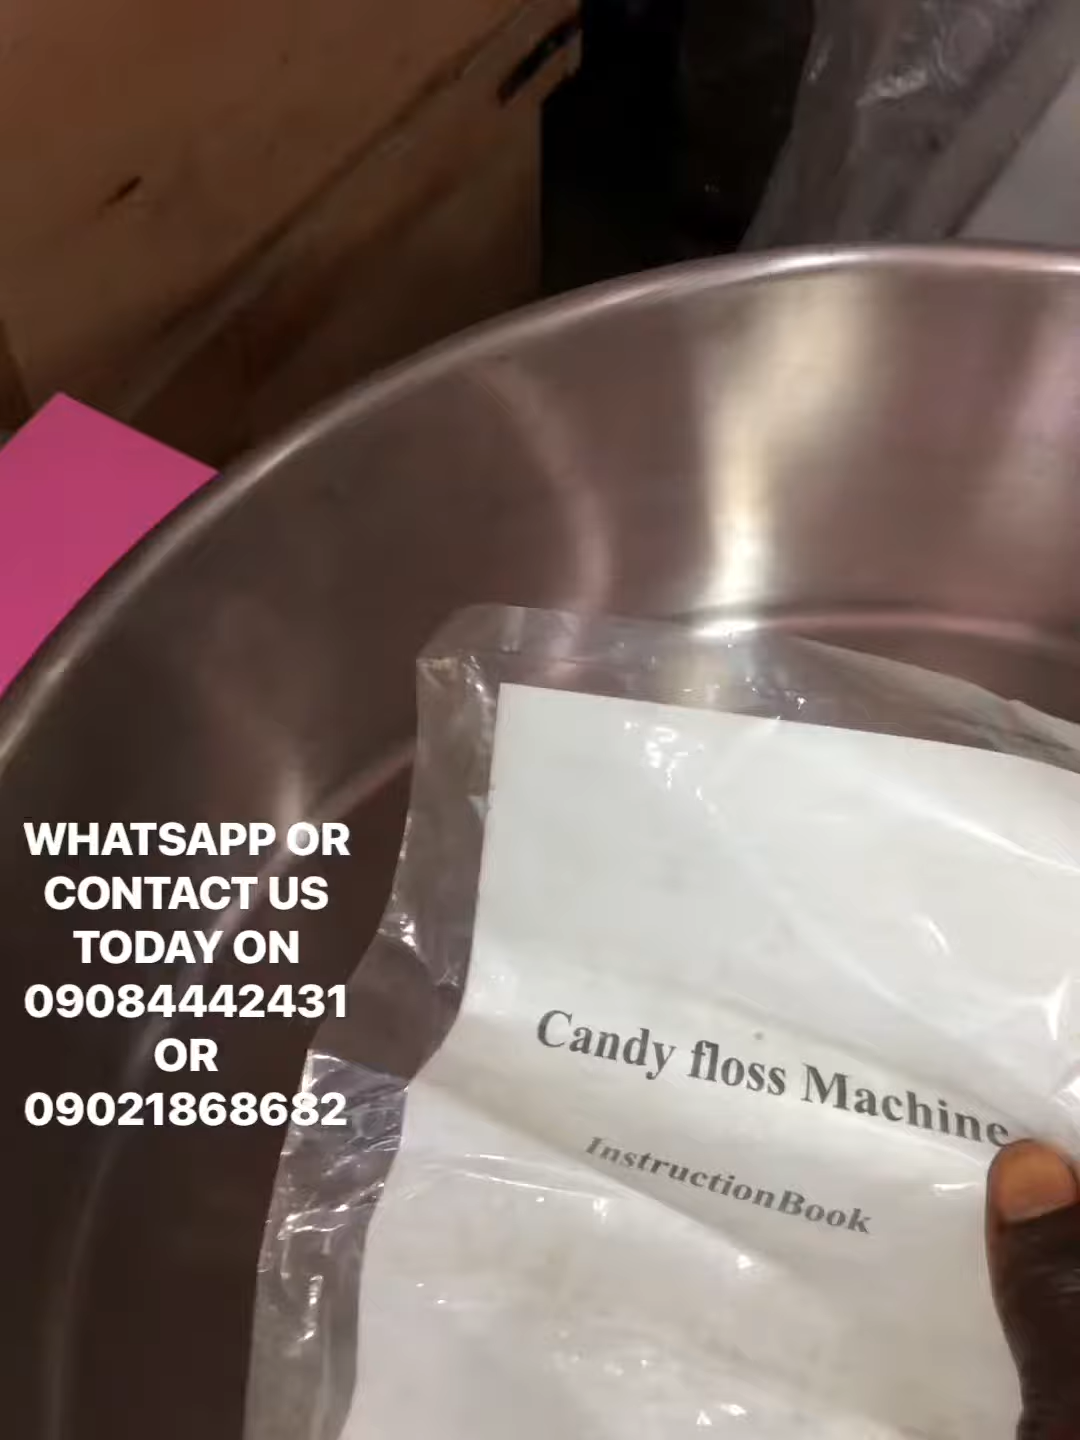 WHATSAPP OR
CONTACT US
TODAY ON
09084442431
OR
09021868682
Candy floss Machine
InstructionBook